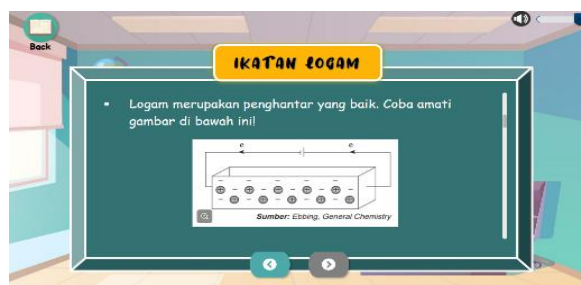 Back
IKATAN LOGAM
▪ Logam merupakan penghantar yang baik. Coba amati
gambar di bawah ini!
e e
Sumber: Ebbing, General Chemistry